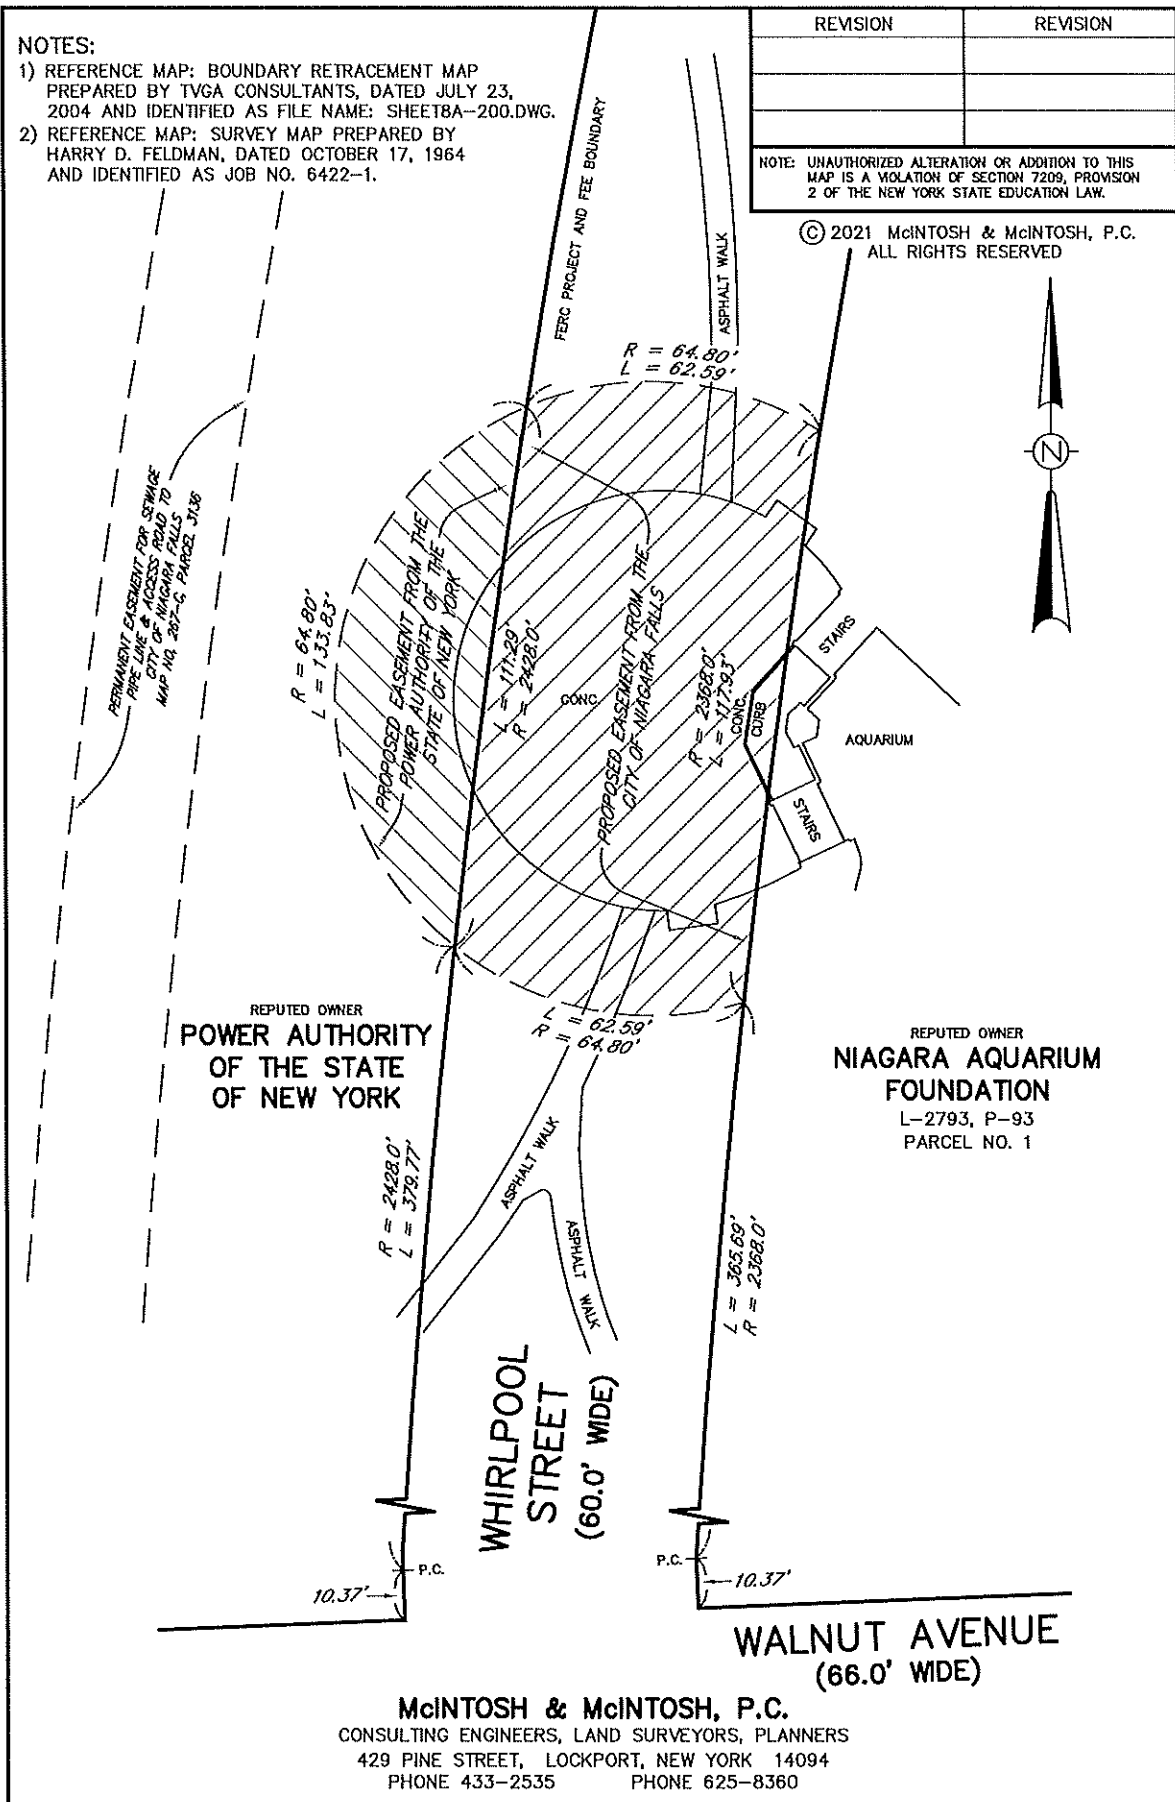 NOTES:
1) REFERENCE MAP: BOUNDARY RETRACEMENT MAP
PREPARED BY TVGA CONSULTANTS, DATED JULY 23,
2004 AND IDENTIFIED AS FILE NAME: SHEET8A-200.DWG.
2) REFERENCE MAP: SURVEY MAP PREPARED BY
HARRY D. FELDMAN, DATED OCTOBER 17, 1964
AND IDENTIFIED AS JOB NO. 6422-1.
REVISION
REVISION
NOTE: UNAUTHORIZED ALTERATION OR ADDITION TO THIS
MAP IS A VIOLATION OF SECTION 7209, PROVISION
2 OF THE NEW YORK STATE EDUCATION LAW.
© 2021 McINTOSH & McINTOSH, P.C.
ALL RIGHTS RESERVED
FERC PROJECT AND FEE BOUNDARY
ASPHALT WALK
R = 64.80'
L = 62.59'
N
PERMANENT EASEMENT FOR SEWAGE
PIPE LINE & ACCESS ROAD TO
CITY OF NIAGARA FALLS
MAP NO. 267-C, PARCEL 3136
R = 64.80'
L = 133.83'
PROPOSED EASEMENT FROM THE
POWER AUTHORITY OF THE
STATE OF NEW YORK
L = 111.29'
R = 2428.0'
CONC.
PROPOSED EASEMENT FROM THE
CITY OF NIAGARA FALLS
R = 2368.0'
L = 117.93'
CONC.
CURB
STAIRS
AQUARIUM
STAIRS
L = 62.59'
R = 64.80'
REPUTED OWNER
POWER AUTHORITY
OF THE STATE
OF NEW YORK
REPUTED OWNER
NIAGARA AQUARIUM
FOUNDATION
L-2793, P-93
PARCEL NO. 1
R = 2428.0'
L = 379.77'
ASPHALT WALK
ASPHALT WALK
L = 365.69'
R = 2368.0'
WHIRLPOOL
STREET
(60.0' WIDE)
P.C.
P.C.
10.37'
10.37'
WALNUT AVENUE
(66.0' WIDE)
McINTOSH & McINTOSH, P.C.
CONSULTING ENGINEERS, LAND SURVEYORS, PLANNERS
429 PINE STREET, LOCKPORT, NEW YORK 14094
PHONE 433-2535 PHONE 625-8360